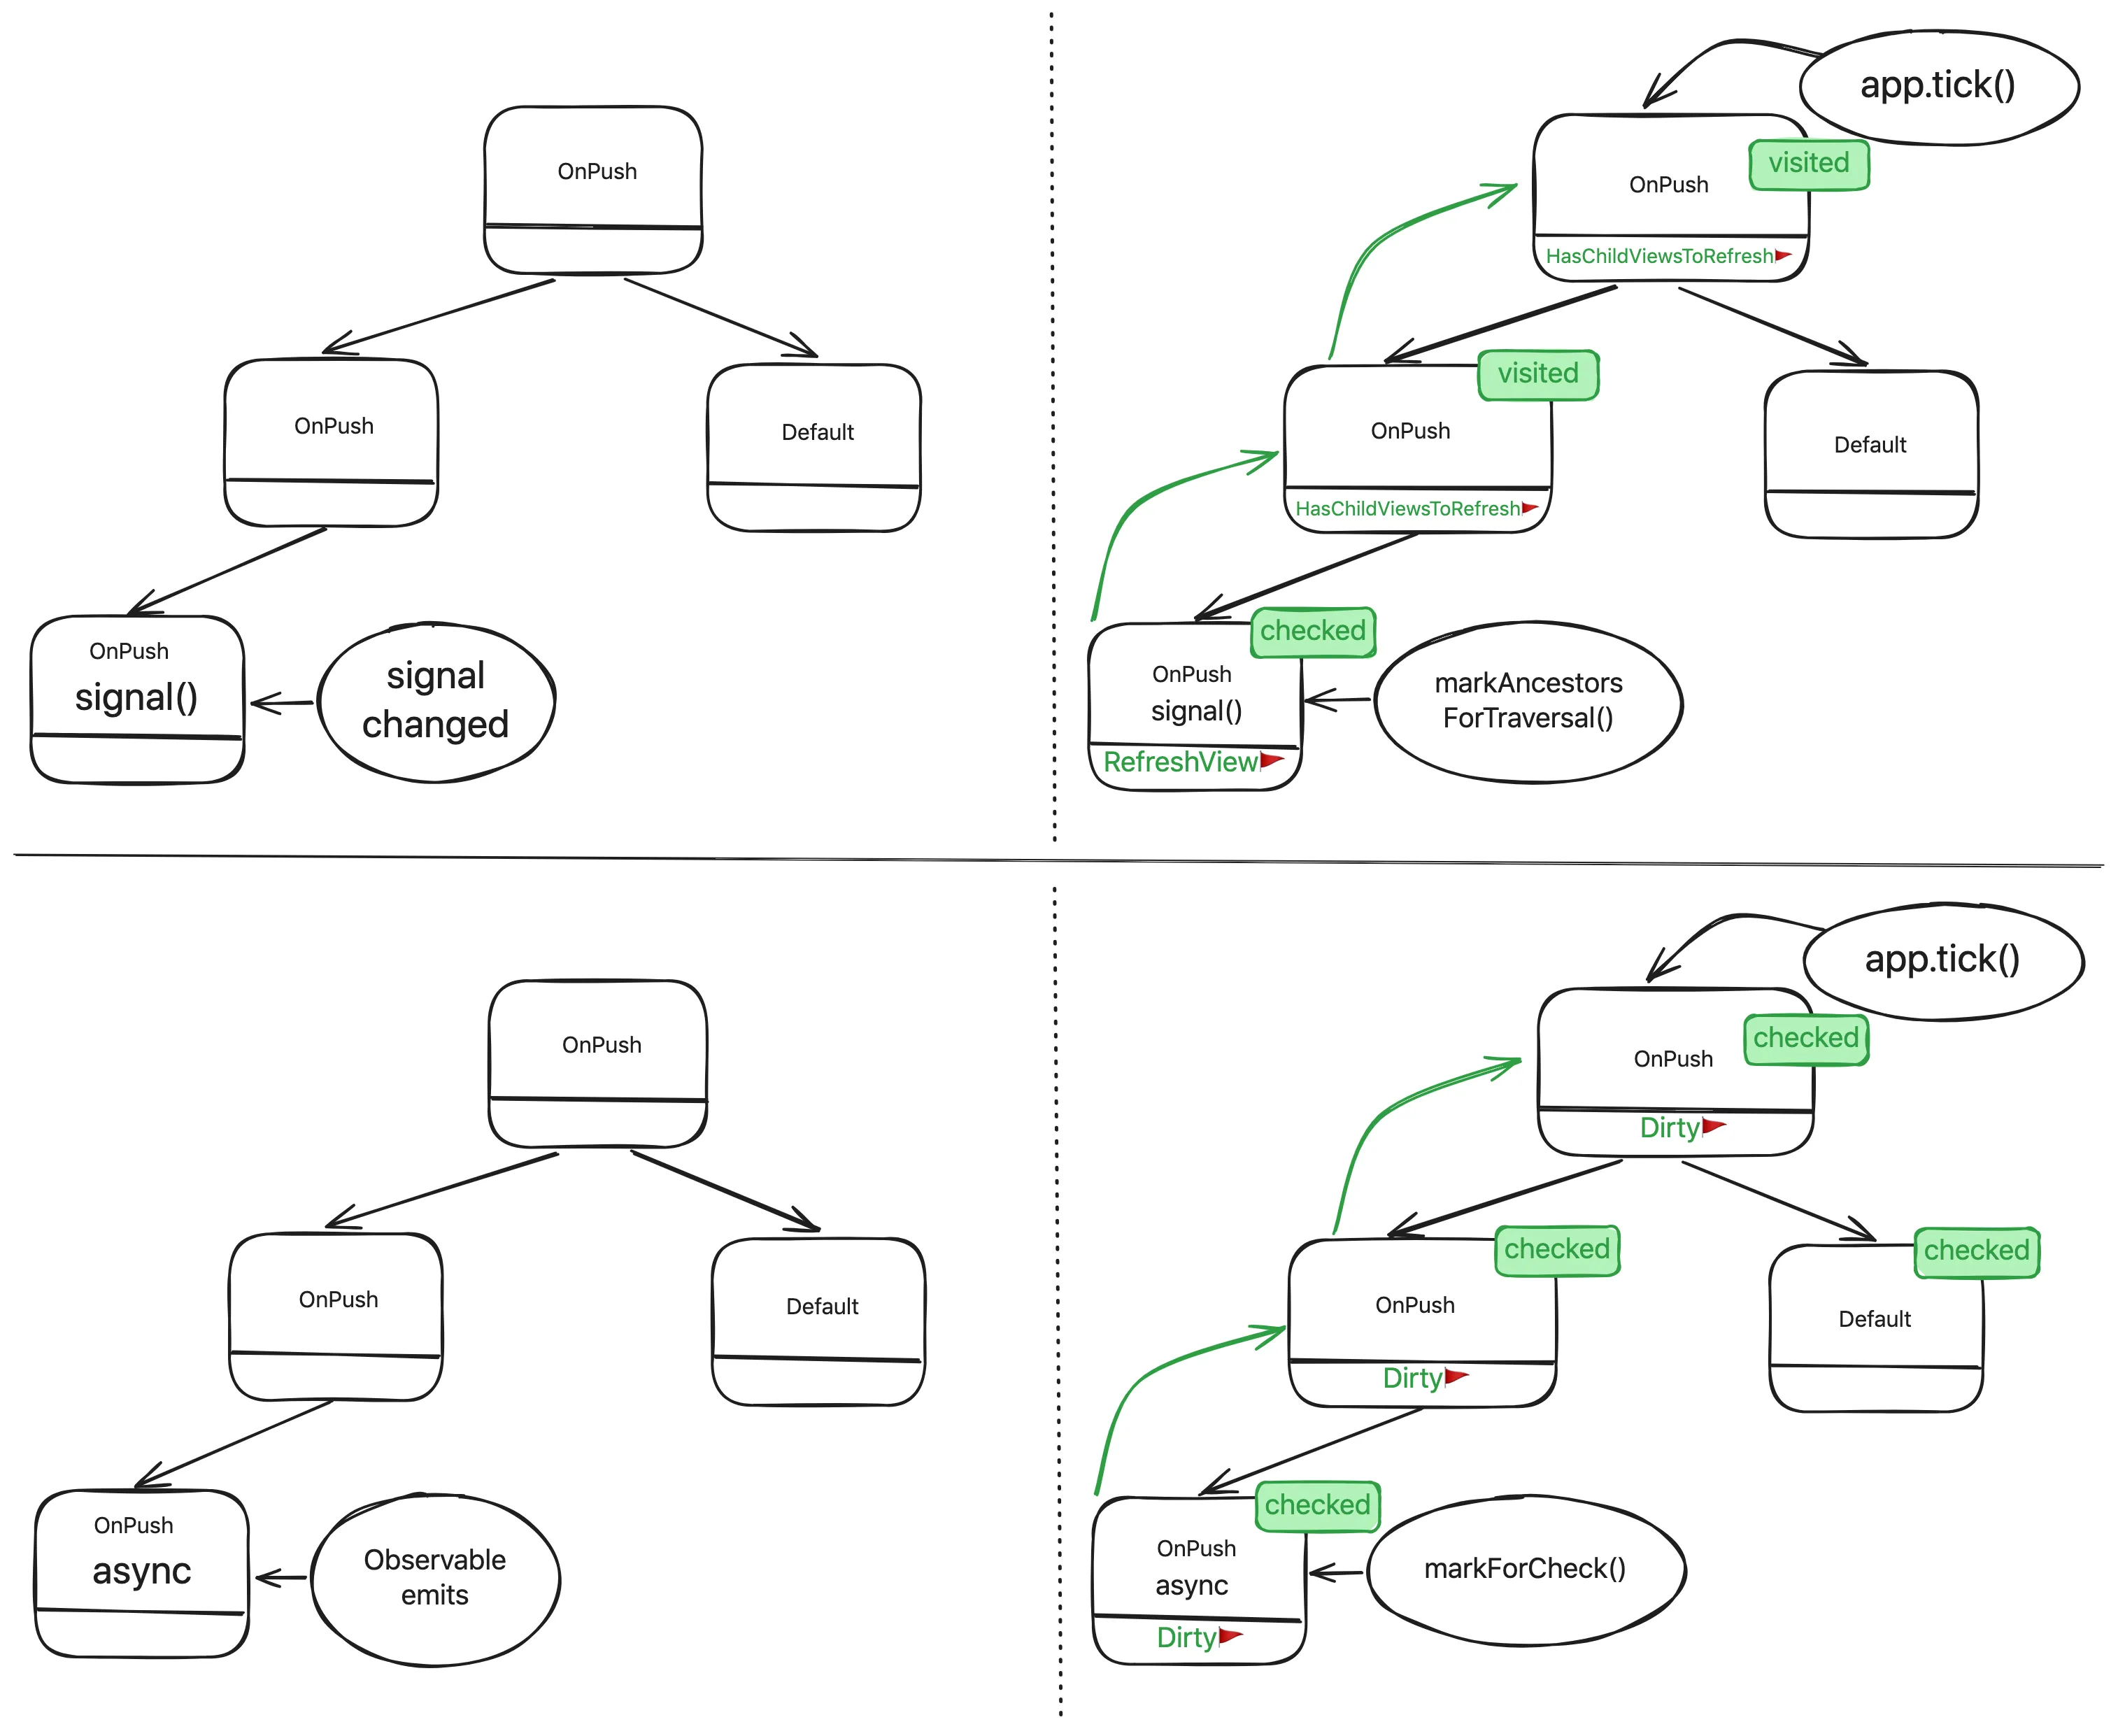 OnPush
OnPush
Default
OnPush
signal()
signal
changed
app.tick()
visited
OnPush
HasChildViewsToRefresh
visited
OnPush
HasChildViewsToRefresh
Default
checked
OnPush
signal()
RefreshView
markAncestors
ForTraversal()
OnPush
OnPush
Default
OnPush
async
Observable
emits
app.tick()
checked
OnPush
Dirty
checked
OnPush
Dirty
checked
Default
checked
OnPush
async
Dirty
markForCheck()